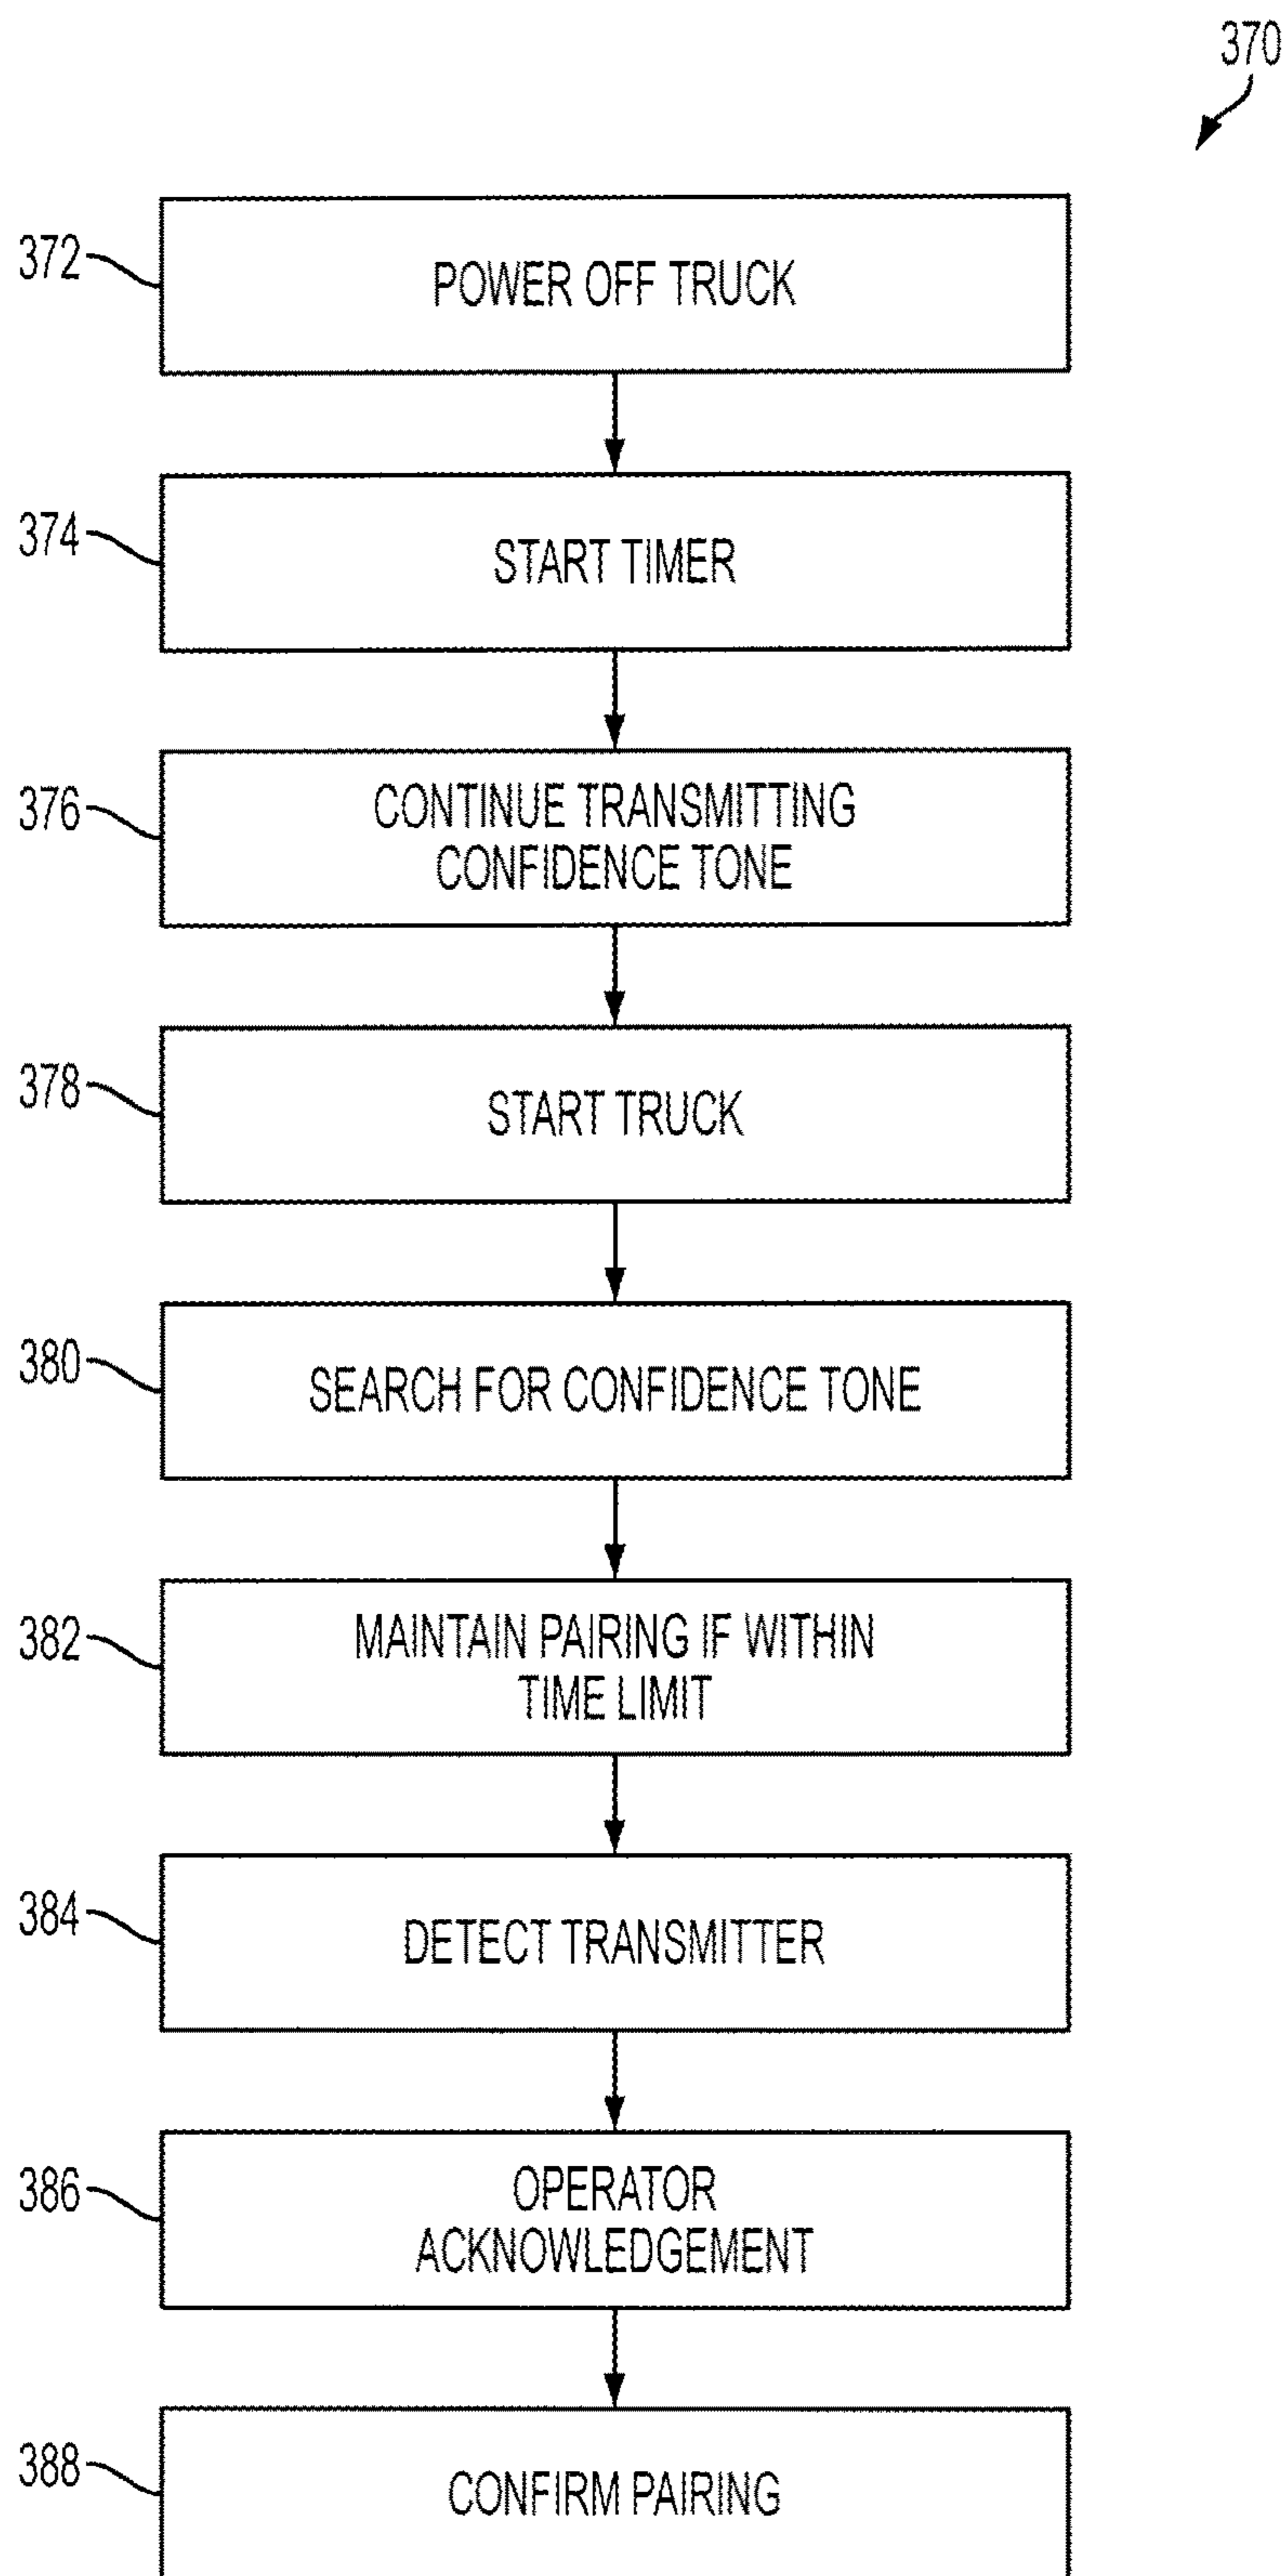 370
372
POWER OFF TRUCK
374
START TIMER
376
CONTINUE TRANSMITTING
CONFIDENCE TONE
378
START TRUCK
380
SEARCH FOR CONFIDENCE TONE
382
MAINTAIN PAIRING IF WITHIN
TIME LIMIT
384
DETECT TRANSMITTER
386
OPERATOR
ACKNOWLEDGEMENT
388
CONFIRM PAIRING